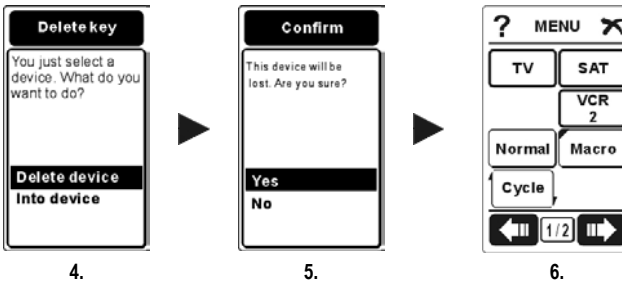 Delete key
You just select a
device. What do you
want to do?
Delete device
Into device
4.
Confirm
This device will be
lost. Are you sure?
Yes
No
5.
? MENU
TV SAT
VCR
2
Normal Macro
Cycle
1/2
6.